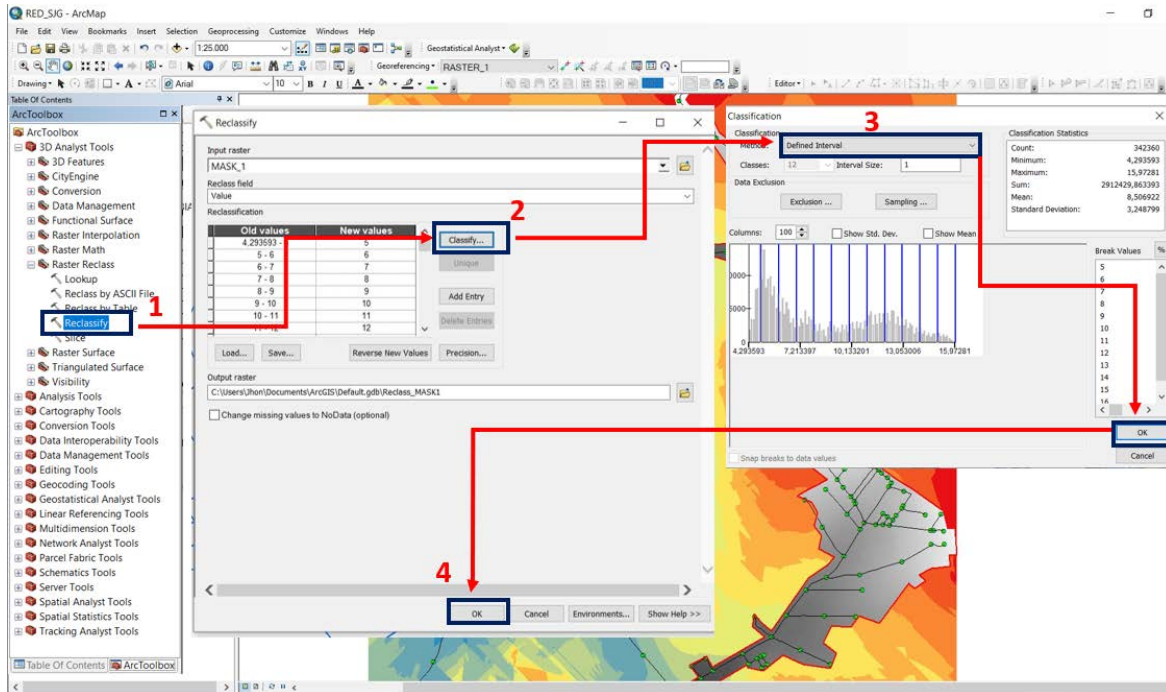 RED_SJG - ArcMap
File Edit View Bookmarks Insert Selection Geoprocessing Customize Windows Help
1:25.000 Geostatistical Analyst
Georeferencing RASTER_1
Drawing Arial 10 B I U A Editor
Table Of Contents
ArcToolbox
ArcToolbox
3D Analyst Tools
3D Features
CityEngine
Conversion
Data Management
Functional Surface
Raster Interpolation
Raster Math
Raster Reclass
Lookup
Reclass by ASCII File
Reclass by Table
1
Reclassify
Slice
Raster Surface
Triangulated Surface
Visibility
Analysis Tools
Cartography Tools
Conversion Tools
Data Interoperability Tools
Data Management Tools
Editing Tools
Geocoding Tools
Geostatistical Analyst Tools
Linear Referencing Tools
Multidimension Tools
Network Analyst Tools
Parcel Fabric Tools
Schematics Tools
Server Tools
Spatial Analyst Tools
Spatial Statistics Tools
Tracking Analyst Tools
Table Of Contents ArcToolbox
Reclassify
Input raster
MASK_1
Reclass field
Value
Reclassification
2
Old values New values
4,293593 - 5
5 - 6 6
6 - 7 7
7 - 8 8
8 - 9 9
9 - 10 10
10 - 11 11
11 - 12 12
Classify...
Unique
Add Entry
Delete Entries
Load... Save... Reverse New Values Precision...
Output raster
C:\Users\Jhon\Documents\ArcGIS\Default.gdb\Reclass_MASK1
Change missing values to NoData (optional)
4
OK Cancel Environments... Show Help >>
Classification
3
Classification
Method: Defined Interval
Classes: 12 Interval Size: 1
Data Exclusion
Exclusion ... Sampling ...
Columns: 100 Show Std. Dev. Show Mean
4,293593 7,213397 10,133201 13,053006 15,97281
Snap breaks to data values
Classification Statistics
Count: 342360
Minimum: 4,293593
Maximum: 15,97281
Sum: 2912429,863393
Mean: 8,506922
Standard Deviation: 3,248799
Break Values %
5
6
7
8
9
10
11
12
13
14
15
16
OK
Cancel